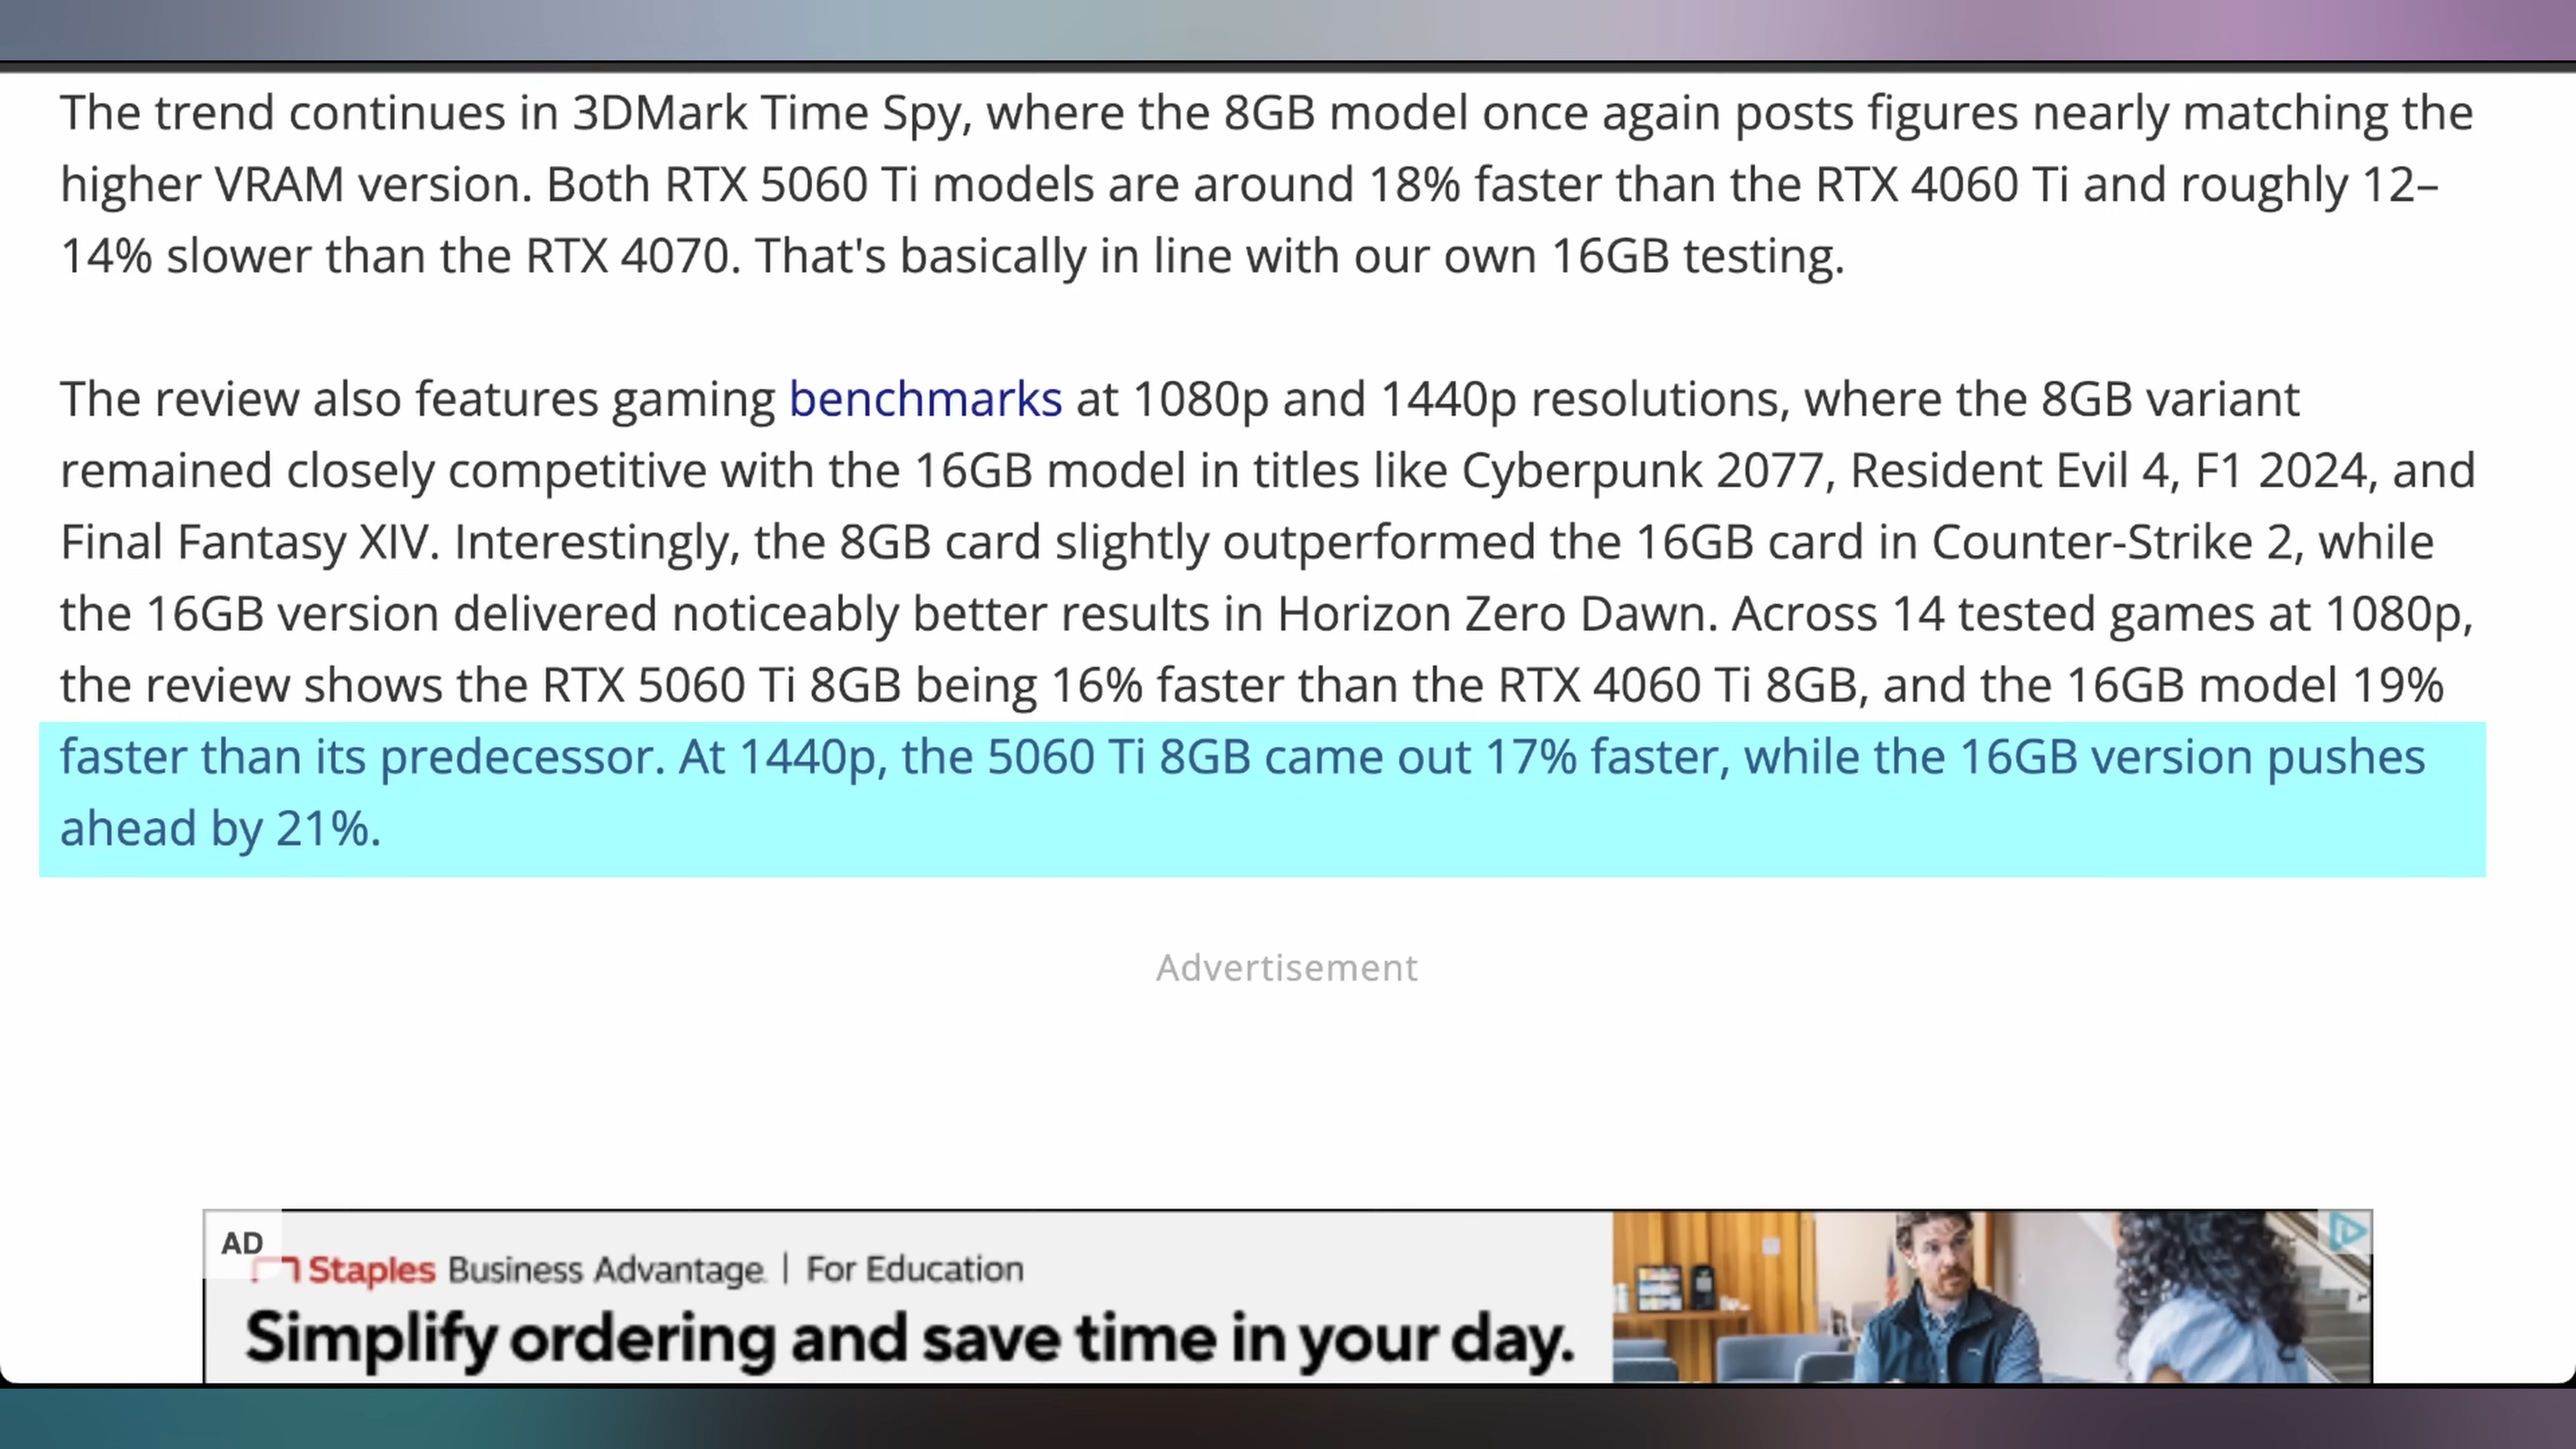 The trend continues in 3DMark Time Spy, where the 8GB model once again posts figures nearly matching the
higher VRAM version. Both RTX 5060 Ti models are around 18% faster than the RTX 4060 Ti and roughly 12–
14% slower than the RTX 4070. That's basically in line with our own 16GB testing.
The review also features gaming benchmarks at 1080p and 1440p resolutions, where the 8GB variant
remained closely competitive with the 16GB model in titles like Cyberpunk 2077, Resident Evil 4, F1 2024, and
Final Fantasy XIV. Interestingly, the 8GB card slightly outperformed the 16GB card in Counter-Strike 2, while
the 16GB version delivered noticeably better results in Horizon Zero Dawn. Across 14 tested games at 1080p,
the review shows the RTX 5060 Ti 8GB being 16% faster than the RTX 4060 Ti 8GB, and the 16GB model 19%
faster than its predecessor. At 1440p, the 5060 Ti 8GB came out 17% faster, while the 16GB version pushes
ahead by 21%.
Advertisement
AD
Staples Business Advantage | For Education
Simplify ordering and save time in your day.